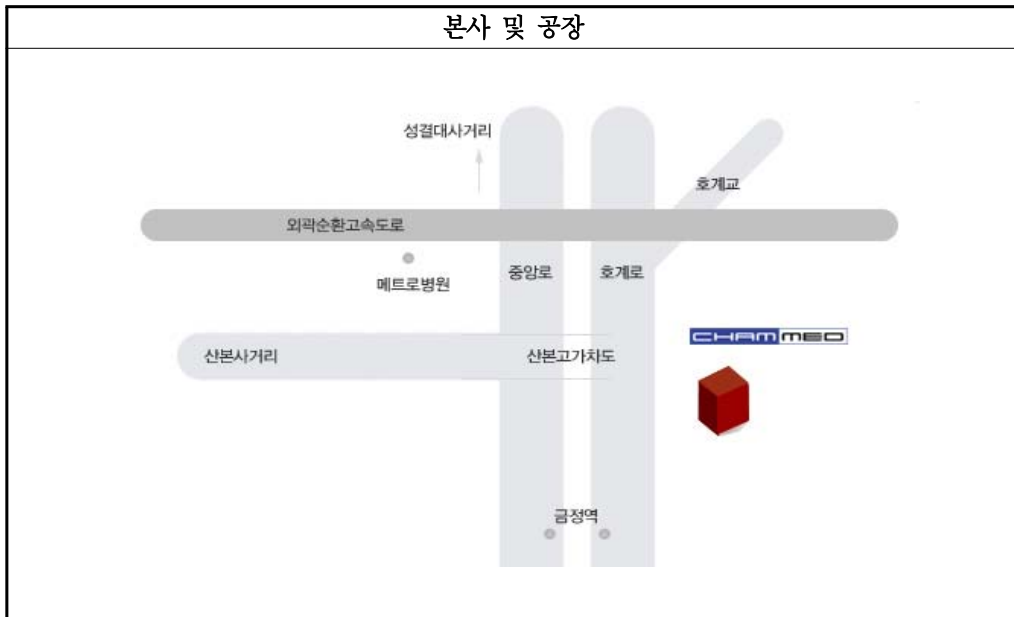 본사 및 공장
성결대사거리
호계교
외곽순환고속도로
메트로병원
중앙로
호계로
CHAMMED
산본사거리
산본고가차도
금정역